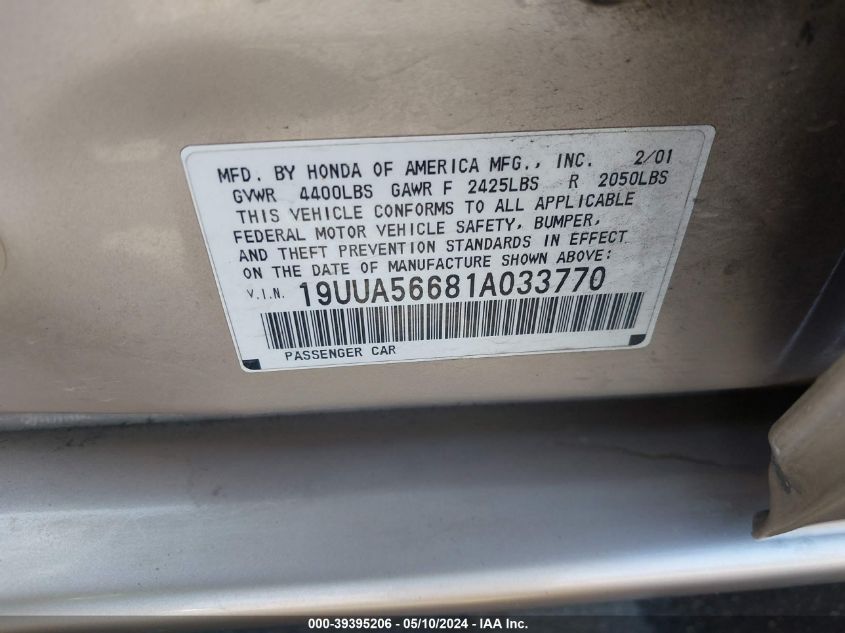 MFD. BY HONDA OF AMERICA MFG., INC. 2/01
GVWR 4400LBS GAWR F 2425LBS R 2050LBS
THIS VEHICLE CONFORMS TO ALL APPLICABLE
FEDERAL MOTOR VEHICLE SAFETY, BUMPER,
AND THEFT PREVENTION STANDARDS IN EFFECT
ON THE DATE OF MANUFACTURE SHOWN ABOVE:
V.I.N. 19UUA56681A033770
PASSENGER CAR
000-39395206 - 05/10/2024 - IAA Inc.